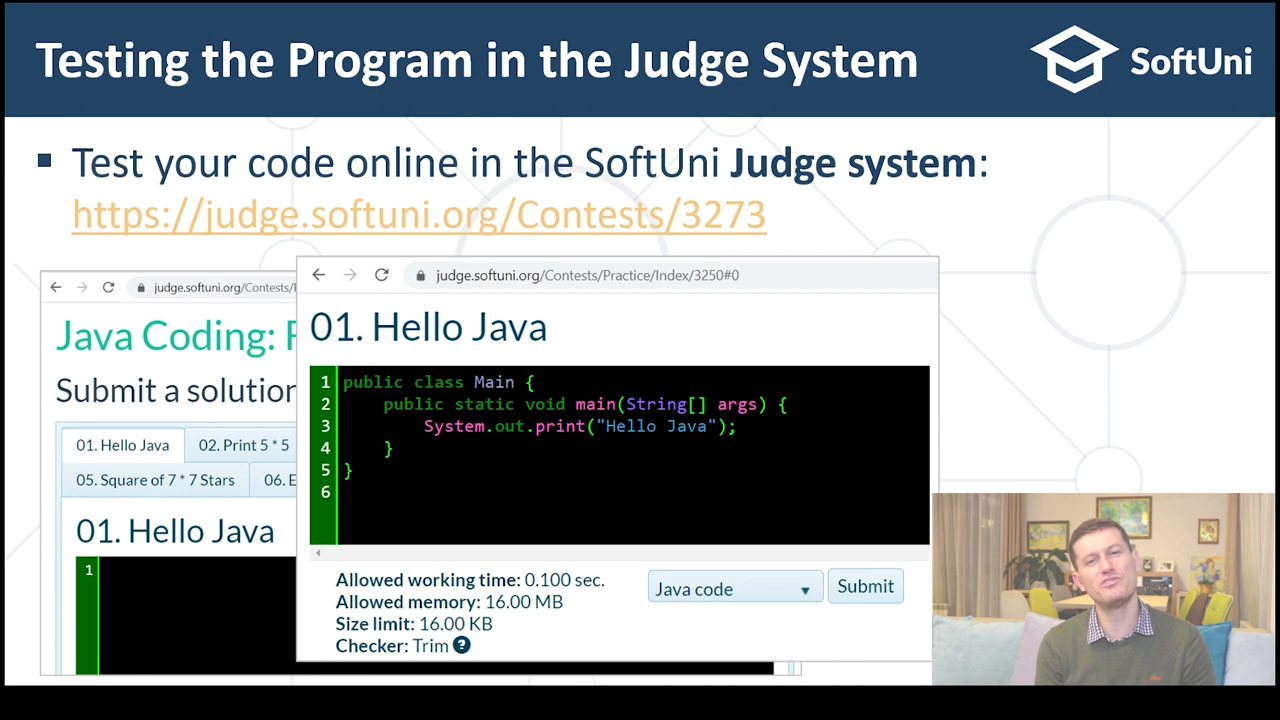 Testing the Program in the Judge System
SoftUni
▪ Test your code online in the SoftUni Judge system:
https://judge.softuni.org/Contests/3273
judge.softuni.org/Contests/
Java Coding:
Submit a solution
01. Hello Java
02. Print 5 * 5
05. Square of 7 * 7 Stars
06. E
01. Hello Java
1
judge.softuni.org/Contests/Practice/Index/3250#0
01. Hello Java
1 public class Main {
2     public static void main(String[] args) {
3         System.out.print("Hello Java");
4     }
5 }
6
Allowed working time: 0.100 sec.
Allowed memory: 16.00 MB
Size limit: 16.00 KB
Checker: Trim ?
Java code
Submit